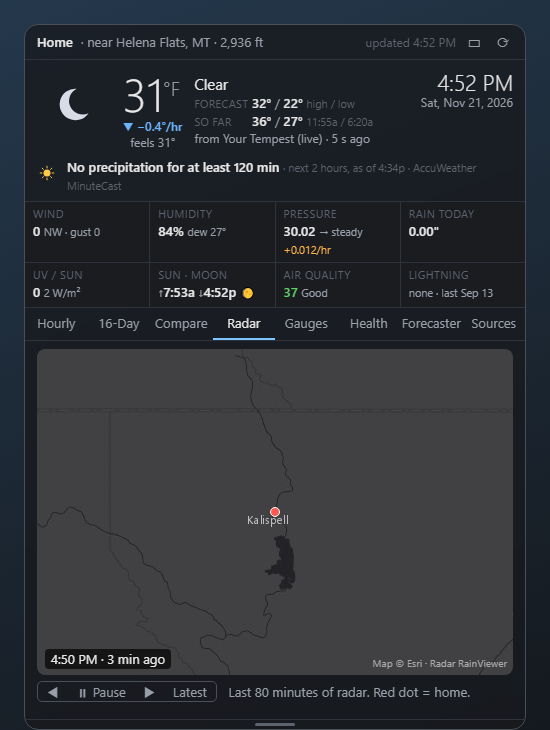 Home · near Helena Flats, MT · 2,936 ft updated 4:52 PM
31°F
▼ −0.4°/hr
feels 31°
Clear
FORECAST 32° / 22° high / low
SO FAR 36° / 27° 11:55a / 6:20a
from Your Tempest (live) · 5 s ago
4:52 PM
Sat, Nov 21, 2026
No precipitation for at least 120 min · next 2 hours, as of 4:34p · AccuWeather
MinuteCast
WIND
0 NW · gust 0
HUMIDITY
84% dew 27°
PRESSURE
30.02 → steady
+0.012/hr
RAIN TODAY
0.00"
UV / SUN
0 2 W/m²
SUN · MOON
↑7:53a ↓4:52p
AIR QUALITY
37 Good
LIGHTNING
none · last Sep 13
Hourly 16-Day Compare Radar Gauges Health Forecaster Sources
Kalispell
4:50 PM · 3 min ago
Map © Esri · Radar RainViewer
Pause Latest Last 80 minutes of radar. Red dot = home.